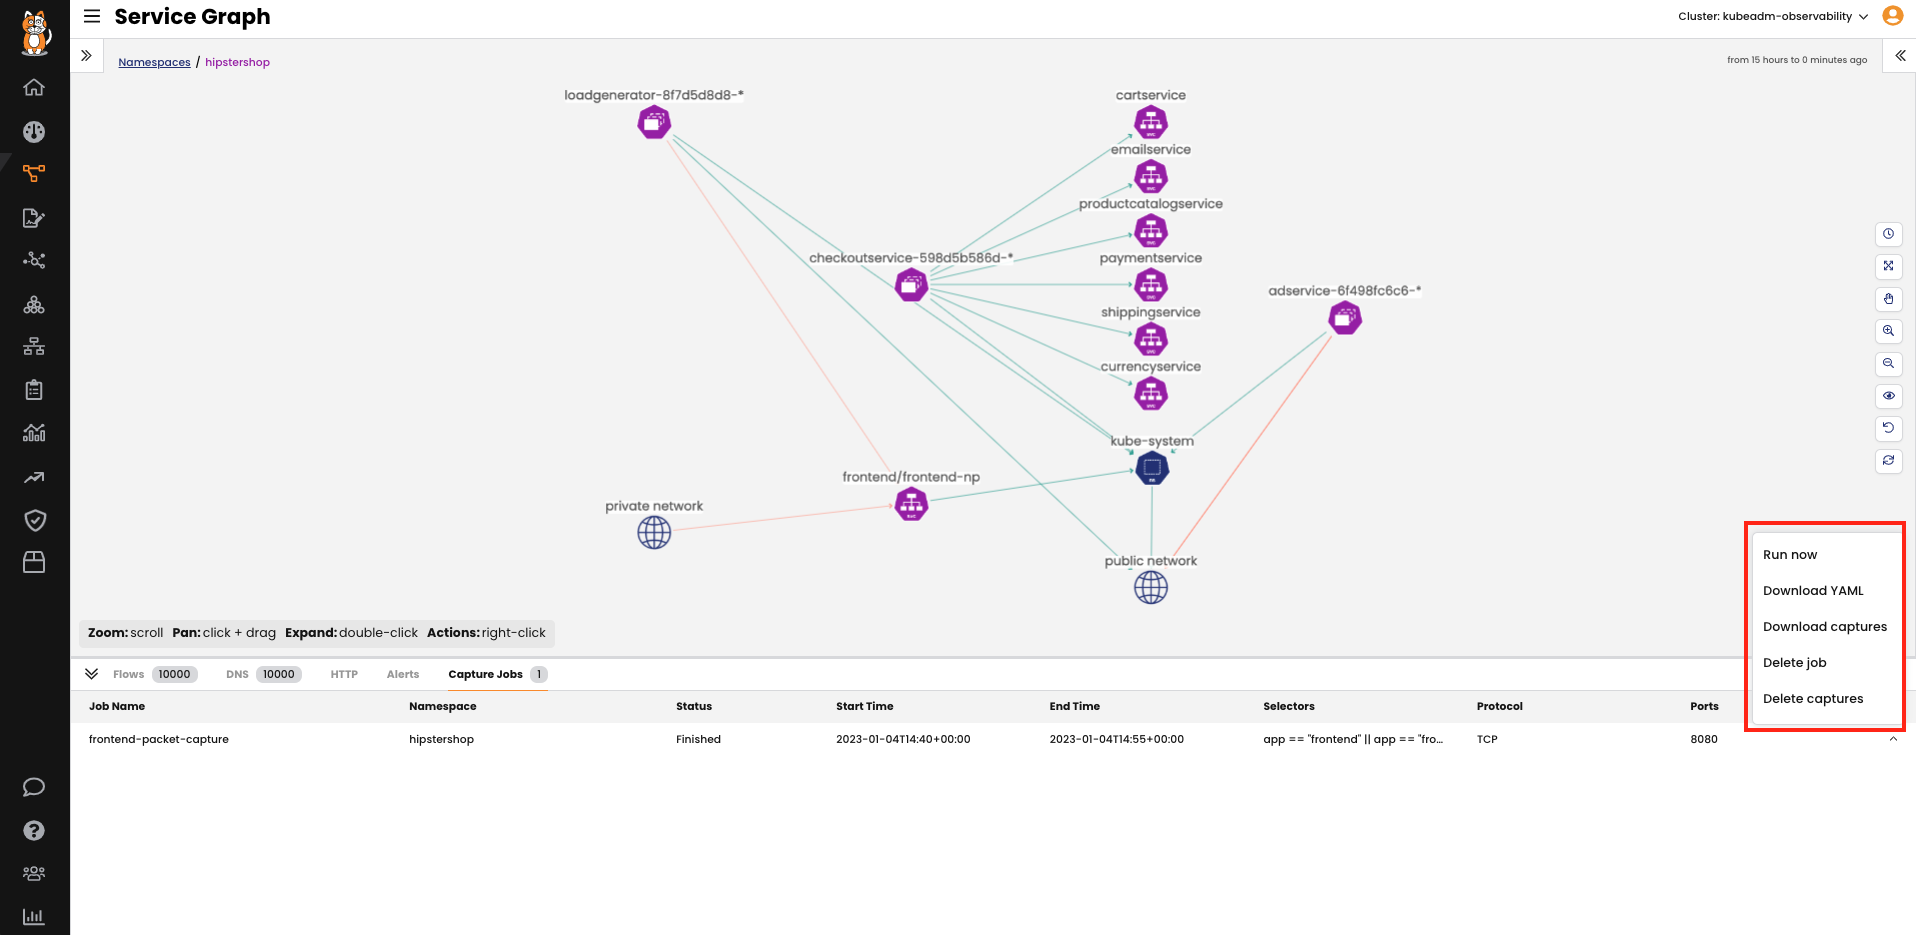 Service Graph
Cluster: kubeadm-observability
Namespaces / hipstershop
from 15 hours to 0 minutes ago
loadgenerator-8f7d5d8d8-*
cartservice
emailservice
productcatalogservice
checkoutservice-598d5b586d-*
paymentservice
adservice-6f498fc6c6-*
shippingservice
currencyservice
kube-system
frontend/frontend-np
private network
public network
Run now
Download YAML
Download captures
Delete job
Delete captures
Zoom: scroll Pan: click + drag Expand: double-click Actions: right-click
Flows 10000 DNS 10000 HTTP Alerts Capture Jobs 1
Job Name Namespace Status Start Time End Time Selectors Protocol Ports
frontend-packet-capture hipstershop Finished 2023-01-04T14:40+00:00 2023-01-04T14:55+00:00 app == "frontend" || app == "fro... TCP 8080